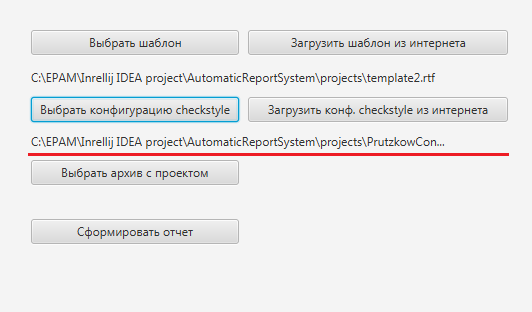 Выбрать шаблон Загрузить шаблон из интернета
C:\EPAM\Inrellij IDEA project\AutomaticReportSystem\projects\template2.rtf
Выбрать конфигурацию checkstyle Загрузить конф. checkstyle из интернета
C:\EPAM\Inrellij IDEA project\AutomaticReportSystem\projects\PrutzkowCon...
Выбрать архив с проектом
Сформировать отчет